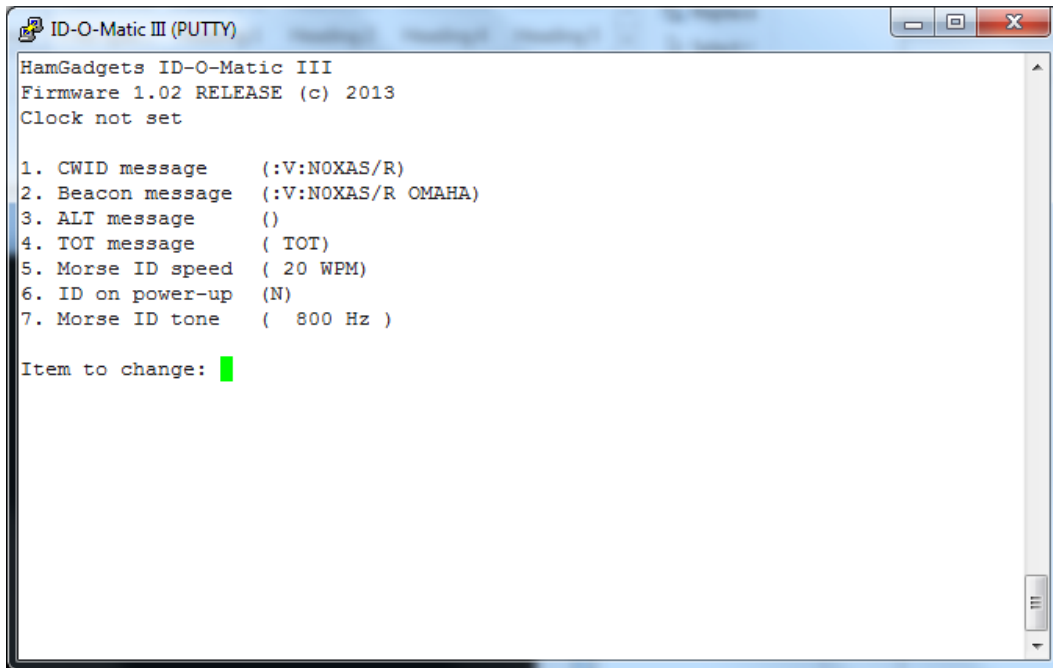 ID-O-Matic III (PUTTY)
HamGadgets ID-O-Matic III
Firmware 1.02 RELEASE (c) 2013
Clock not set
1. CWID message    (:V:N0XAS/R)
2. Beacon message  (:V:N0XAS/R OMAHA)
3. ALT message     ()
4. TOT message     ( TOT)
5. Morse ID speed  ( 20 WPM)
6. ID on power-up  (N)
7. Morse ID tone   (  800 Hz )
Item to change: